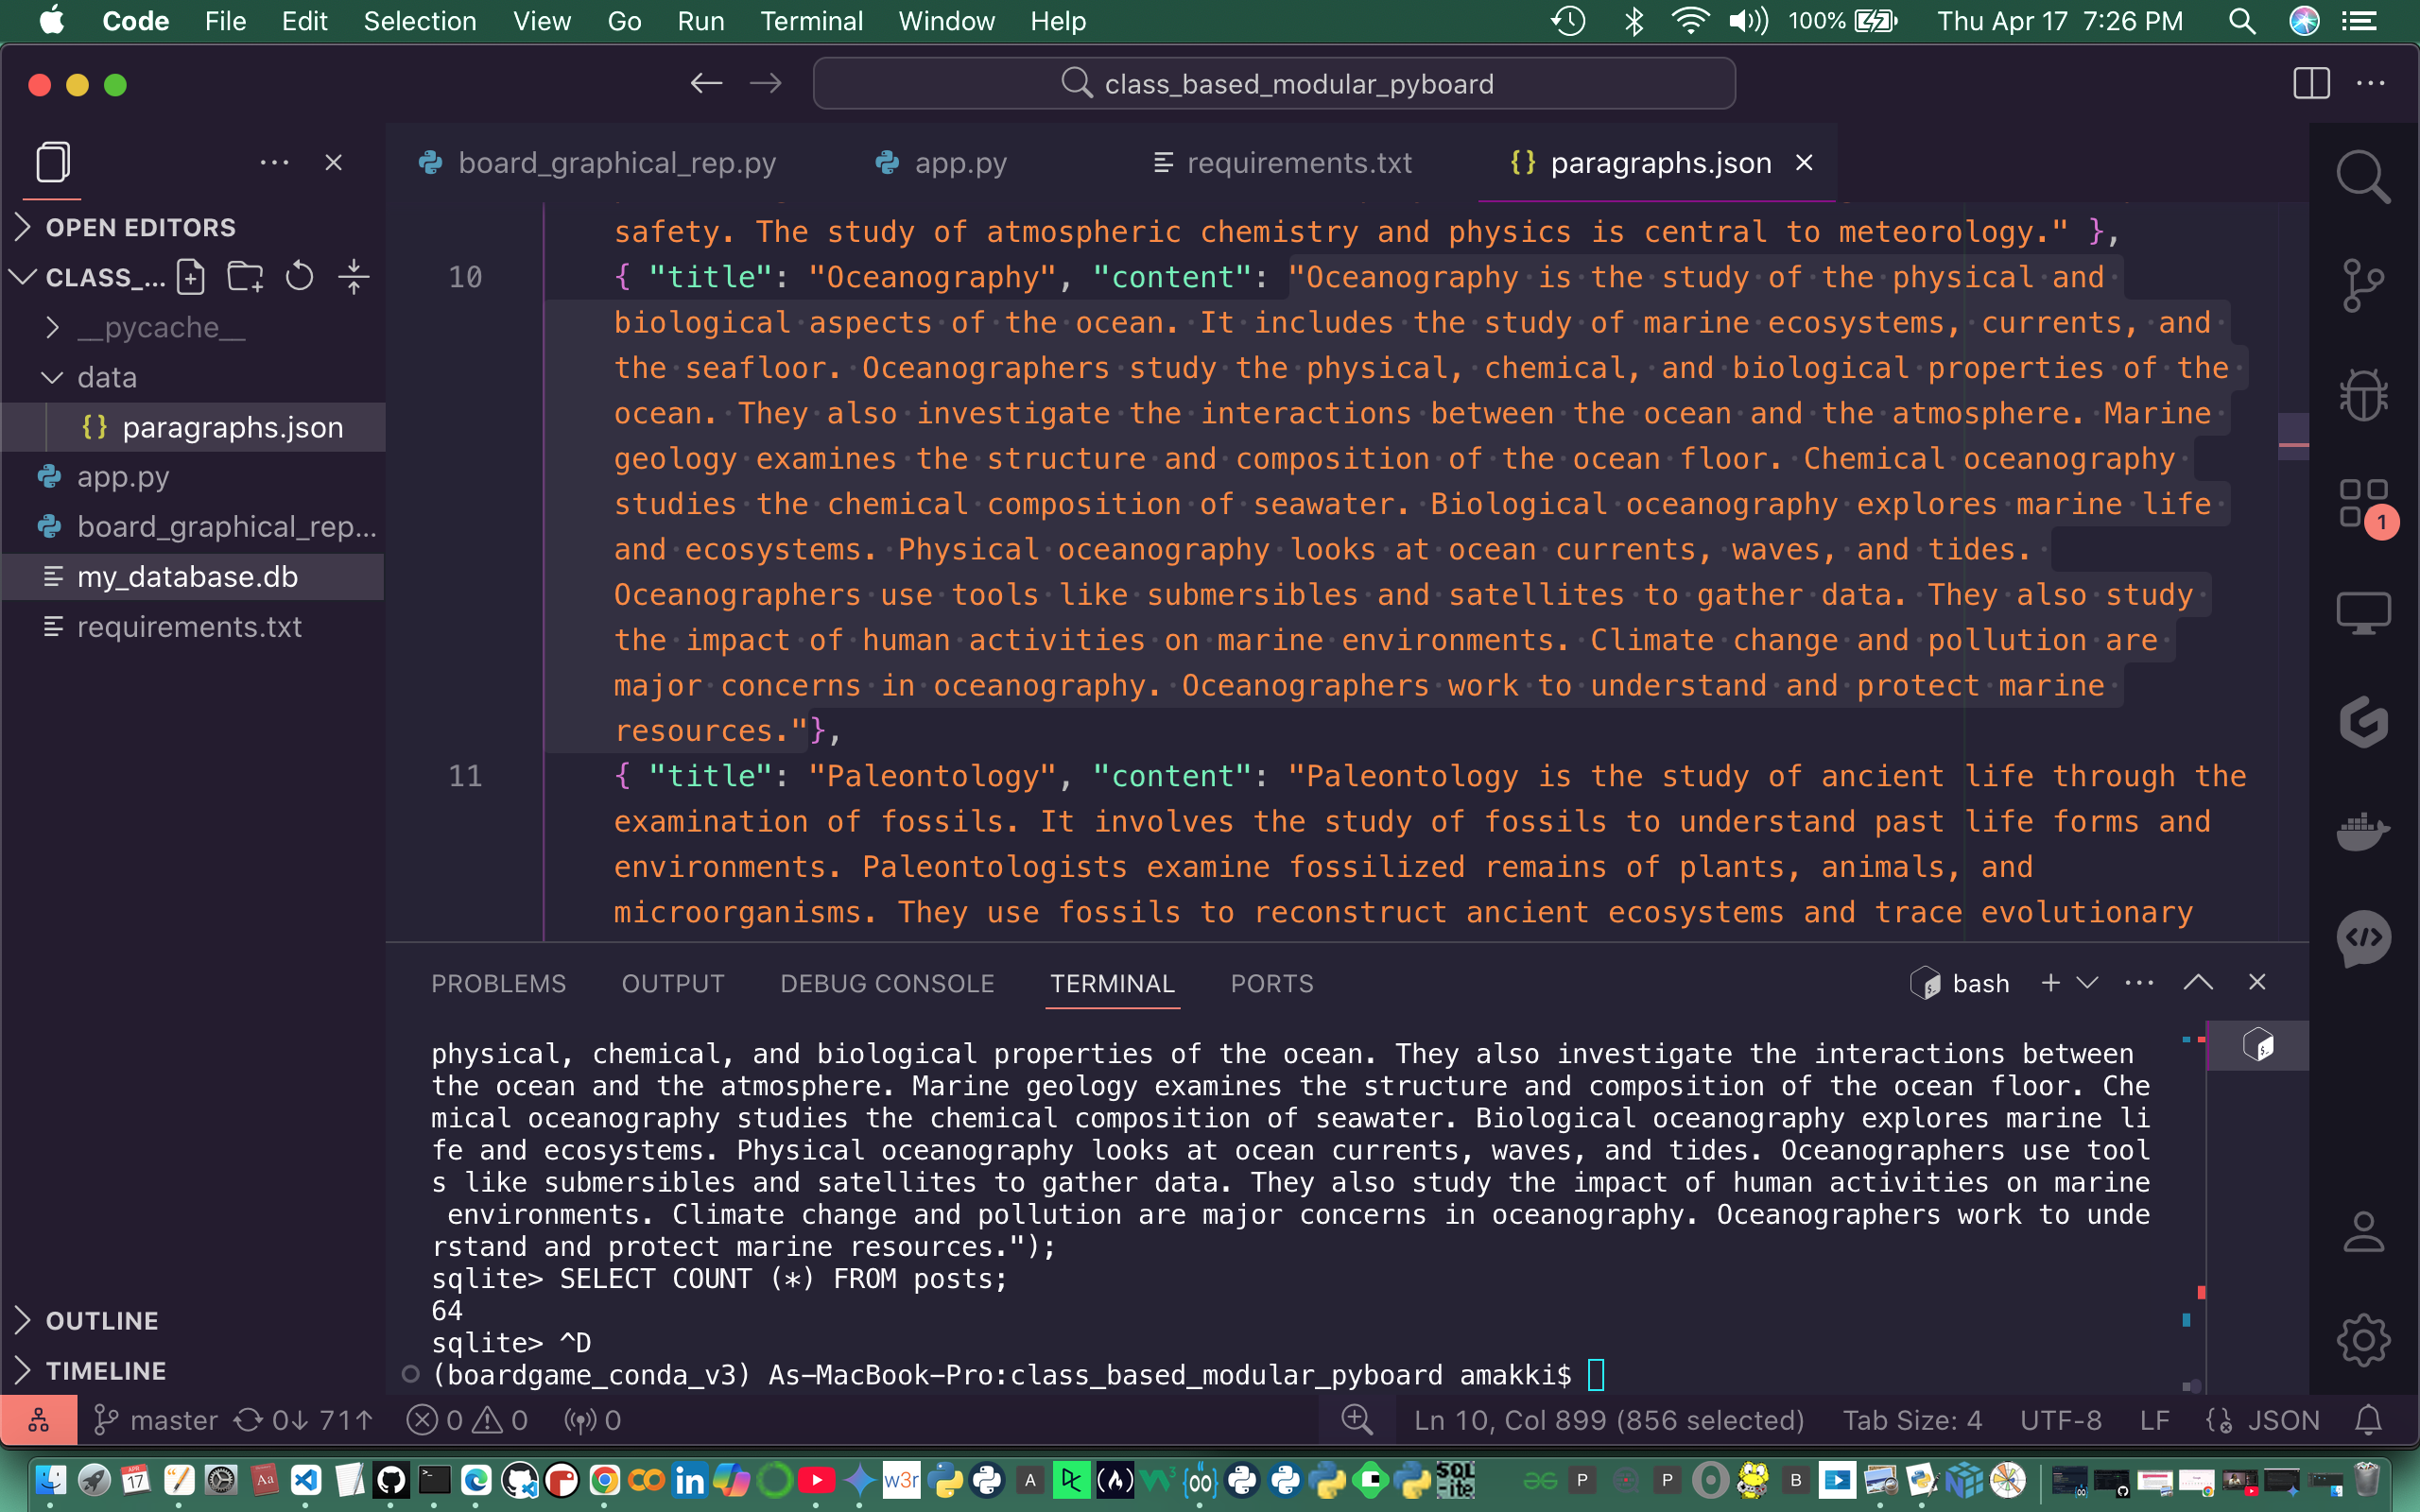 Code File Edit Selection View Go Run Terminal Window Help 100% Thu Apr 17 7:26 PM
class_based_modular_pyboard
board_graphical_rep.py app.py requirements.txt {} paragraphs.json
OPEN EDITORS
CLASS_...
__pycache__
data
{} paragraphs.json
app.py
board_graphical_rep...
my_database.db
requirements.txt
OUTLINE
TIMELINE
safety. The study of atmospheric chemistry and physics is central to meteorology." },
10 { "title": "Oceanography", "content": "Oceanography is the study of the physical and
biological aspects of the ocean. It includes the study of marine ecosystems, currents, and
the seafloor. Oceanographers study the physical, chemical, and biological properties of the
ocean. They also investigate the interactions between the ocean and the atmosphere. Marine
geology examines the structure and composition of the ocean floor. Chemical oceanography
studies the chemical composition of seawater. Biological oceanography explores marine life
and ecosystems. Physical oceanography looks at ocean currents, waves, and tides.
Oceanographers use tools like submersibles and satellites to gather data. They also study
the impact of human activities on marine environments. Climate change and pollution are
major concerns in oceanography. Oceanographers work to understand and protect marine
resources."},
11 { "title": "Paleontology", "content": "Paleontology is the study of ancient life through the
examination of fossils. It involves the study of fossils to understand past life forms and
environments. Paleontologists examine fossilized remains of plants, animals, and
microorganisms. They use fossils to reconstruct ancient ecosystems and trace evolutionary
1
PROBLEMS OUTPUT DEBUG CONSOLE TERMINAL PORTS bash
physical, chemical, and biological properties of the ocean. They also investigate the interactions between
the ocean and the atmosphere. Marine geology examines the structure and composition of the ocean floor. Che
mical oceanography studies the chemical composition of seawater. Biological oceanography explores marine li
fe and ecosystems. Physical oceanography looks at ocean currents, waves, and tides. Oceanographers use tool
s like submersibles and satellites to gather data. They also study the impact of human activities on marine
environments. Climate change and pollution are major concerns in oceanography. Oceanographers work to unde
rstand and protect marine resources.");
sqlite> SELECT COUNT (*) FROM posts;
64
sqlite> ^D
(boardgame_conda_v3) As-MacBook-Pro:class_based_modular_pyboard amakki$
master 0↓ 71↑ 0 0 0 Ln 10, Col 899 (856 selected) Tab Size: 4 UTF-8 LF JSON
17 Aa CO in w3r A P P B SQL
-ite